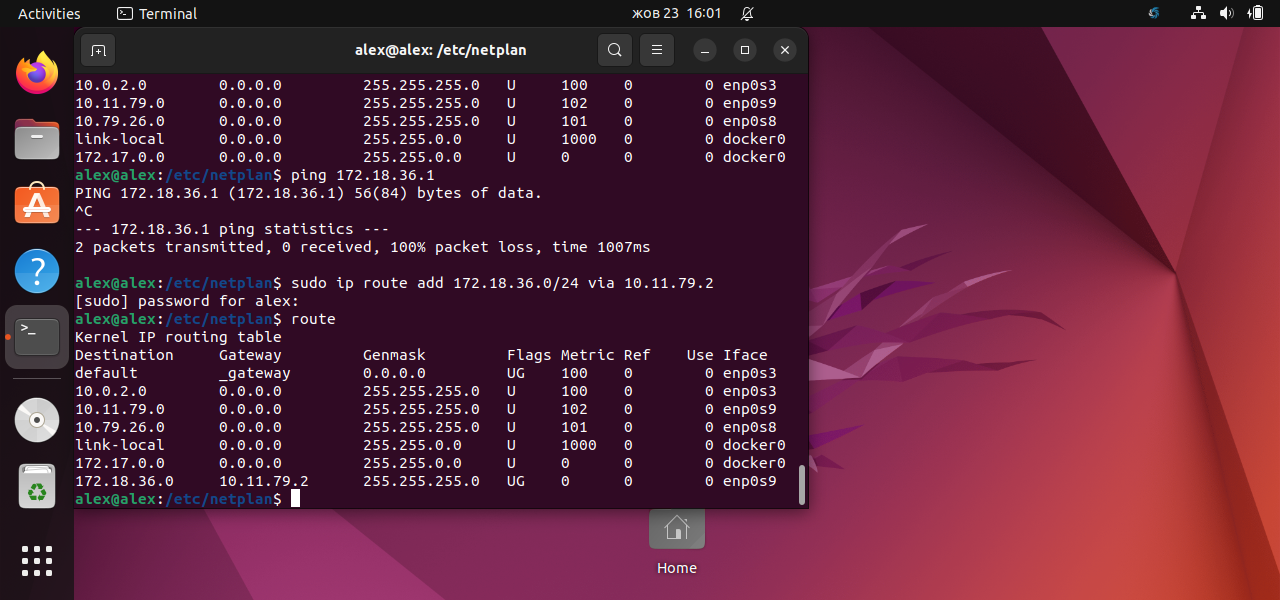 Activities Terminal жов 23 16:01
alex@alex: /etc/netplan
10.0.2.0 0.0.0.0 255.255.255.0 U 100 0 0 enp0s3
10.11.79.0 0.0.0.0 255.255.255.0 U 102 0 0 enp0s9
10.79.26.0 0.0.0.0 255.255.255.0 U 101 0 0 enp0s8
link-local 0.0.0.0 255.255.0.0 U 1000 0 0 docker0
172.17.0.0 0.0.0.0 255.255.0.0 U 0 0 0 docker0
alex@alex:/etc/netplan$ ping 172.18.36.1
PING 172.18.36.1 (172.18.36.1) 56(84) bytes of data.
^C
--- 172.18.36.1 ping statistics ---
2 packets transmitted, 0 received, 100% packet loss, time 1007ms
alex@alex:/etc/netplan$ sudo ip route add 172.18.36.0/24 via 10.11.79.2
[sudo] password for alex:
alex@alex:/etc/netplan$ route
Kernel IP routing table
Destination Gateway Genmask Flags Metric Ref Use Iface
default _gateway 0.0.0.0 UG 100 0 0 enp0s3
10.0.2.0 0.0.0.0 255.255.255.0 U 100 0 0 enp0s3
10.11.79.0 0.0.0.0 255.255.255.0 U 102 0 0 enp0s9
10.79.26.0 0.0.0.0 255.255.255.0 U 101 0 0 enp0s8
link-local 0.0.0.0 255.255.0.0 U 1000 0 0 docker0
172.17.0.0 0.0.0.0 255.255.0.0 U 0 0 0 docker0
172.18.36.0 10.11.79.2 255.255.255.0 UG 0 0 0 enp0s9
alex@alex:/etc/netplan$
Home